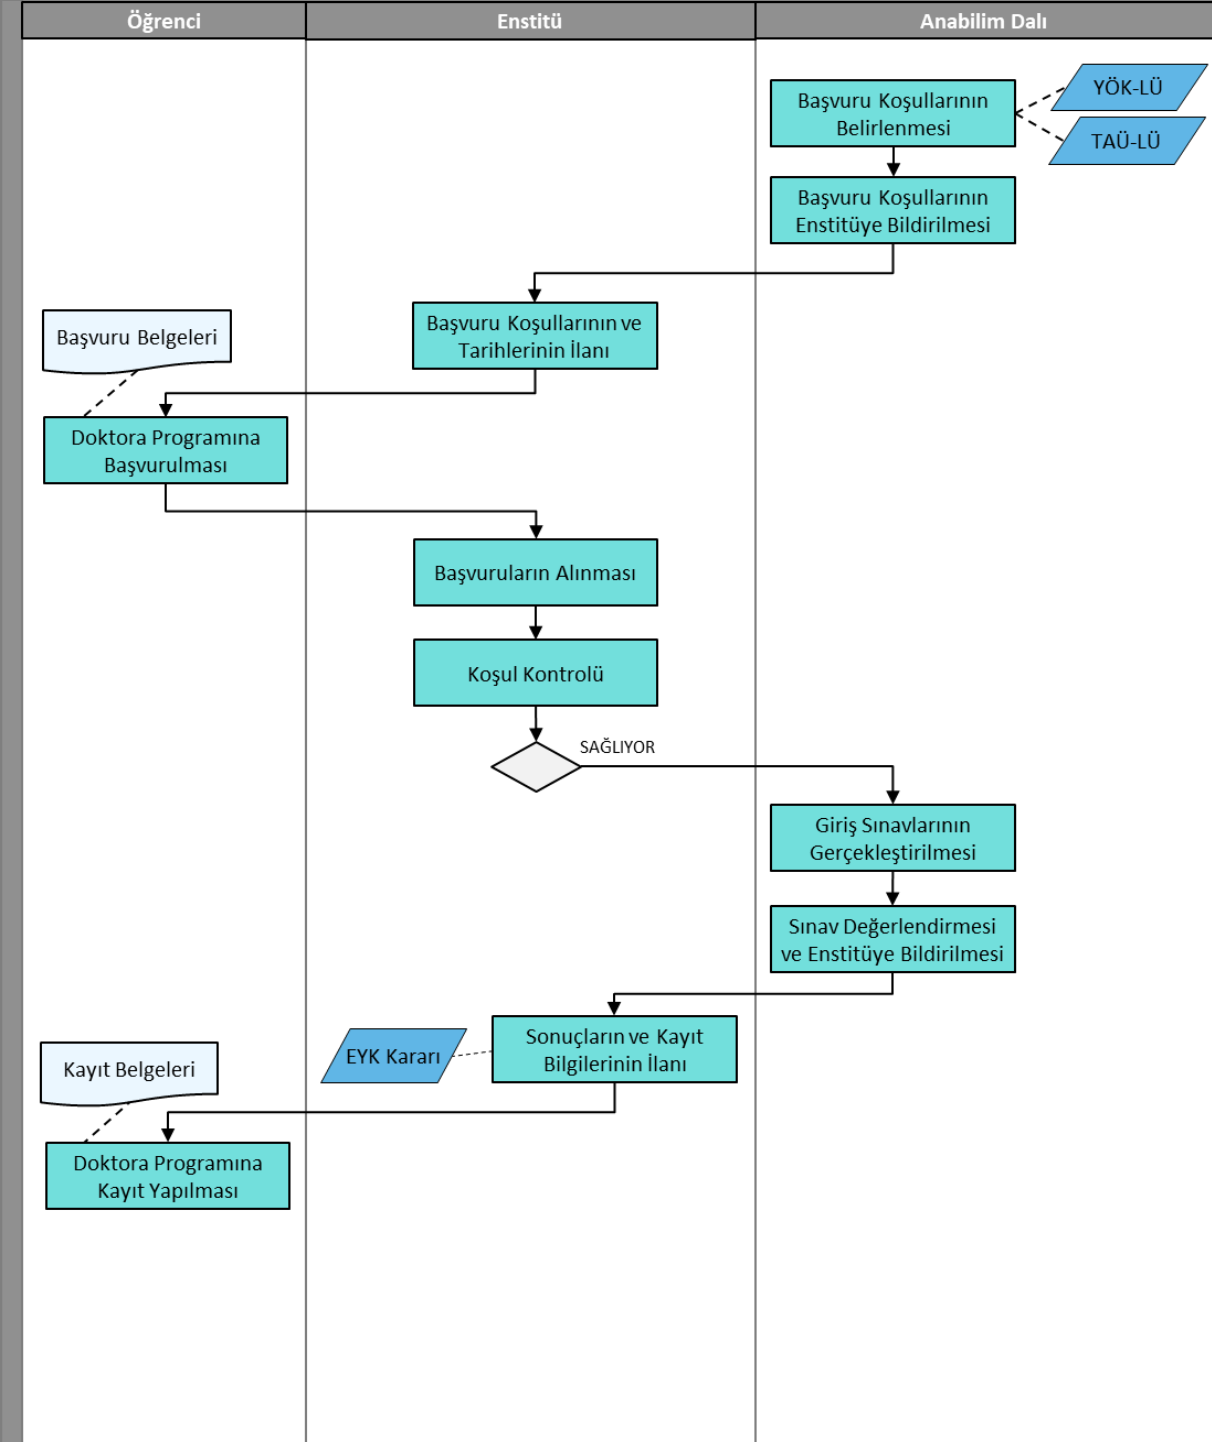 Öğrenci
Enstitü
Anabilim Dalı
Başvuru Koşullarının
Belirlenmesi
YÖK-LÜ
TAÜ-LÜ
Başvuru Koşullarının
Enstitüye Bildirilmesi
Başvuru Koşullarının ve
Tarihlerinin İlanı
Başvuru Belgeleri
Doktora Programına
Başvurulması
Başvuruların Alınması
Koşul Kontrolü
SAĞLIYOR
Giriş Sınavlarının
Gerçekleştirilmesi
Sınav Değerlendirmesi
ve Enstitüye Bildirilmesi
Sonuçların ve Kayıt
Bilgilerinin İlanı
EYK Kararı
Kayıt Belgeleri
Doktora Programına
Kayıt Yapılması